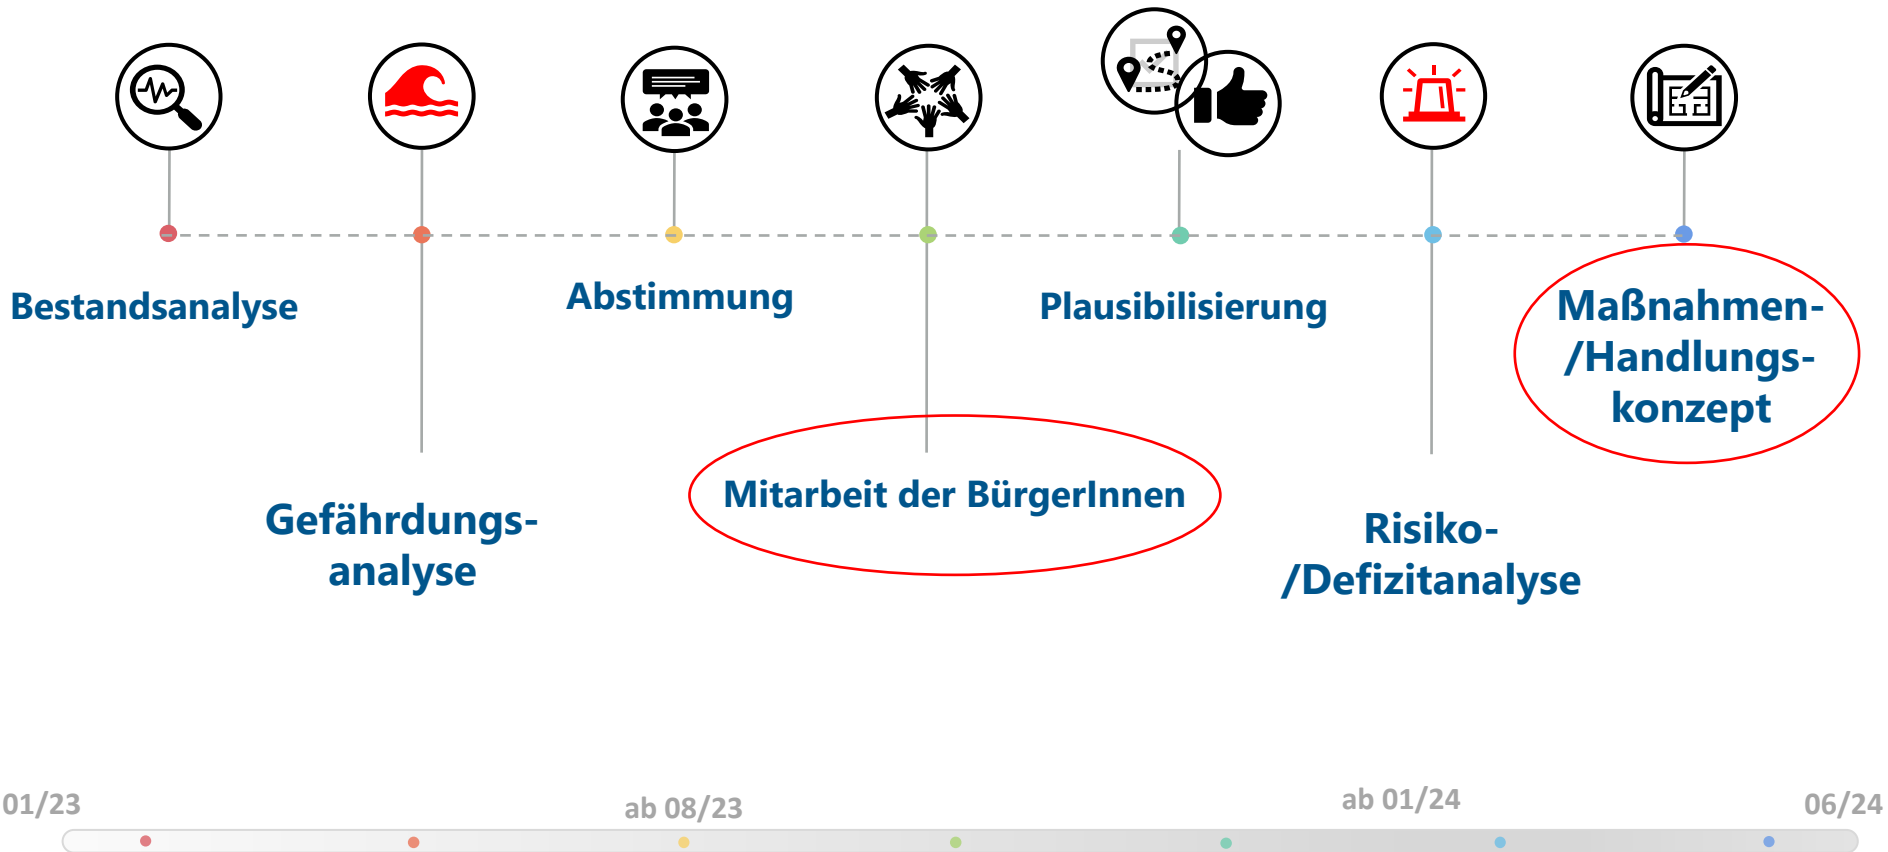 Bestandsanalyse
Gefährdungs-
analyse
Abstimmung
Mitarbeit der BürgerInnen
Plausibilisierung
Risiko-
/Defizitanalyse
Maßnahmen-
/Handlungs-
konzept
01/23
ab 08/23
ab 01/24
06/24